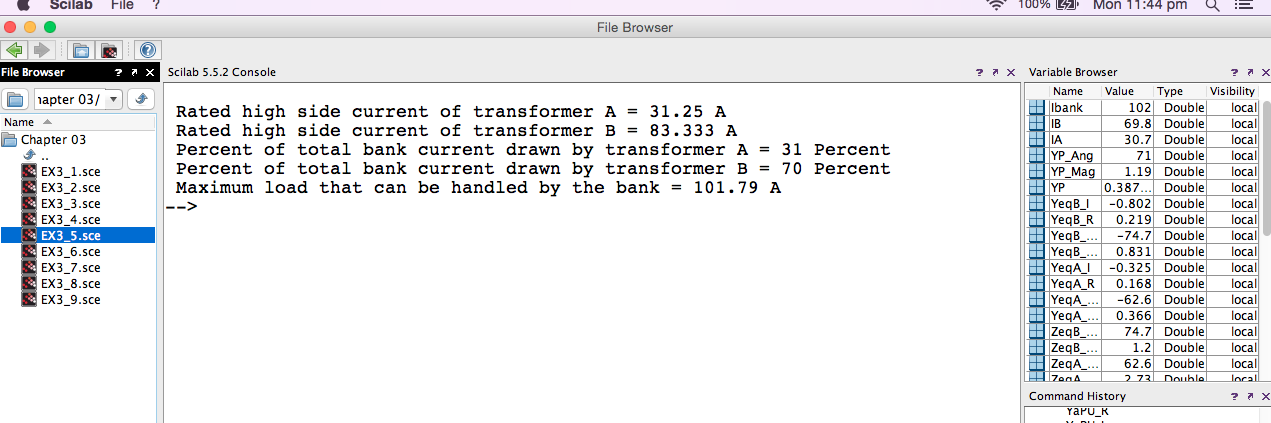 Scilab File ? 100% Mon 11:44 pm
File Browser
File Browser ? ↗ ×
hapter 03/
Name
Chapter 03
..
EX3_1.sce
EX3_2.sce
EX3_3.sce
EX3_4.sce
EX3_5.sce
EX3_6.sce
EX3_7.sce
EX3_8.sce
EX3_9.sce
Scilab 5.5.2 Console ? ↗ ×
Rated high side current of transformer A = 31.25 A
Rated high side current of transformer B = 83.333 A
Percent of total bank current drawn by transformer A = 31 Percent
Percent of total bank current drawn by transformer B = 70 Percent
Maximum load that can be handled by the bank = 101.79 A
-->
Variable Browser ? ↗ ×
Name Value Type Visibility
Ibank 102 Double local
IB 69.8 Double local
IA 30.7 Double local
YP_Ang 71 Double local
YP_Mag 1.19 Double local
YP 0.387... Double local
YeqB_I -0.802 Double local
YeqB_R 0.219 Double local
YeqB_... -74.7 Double local
YeqB_... 0.831 Double local
YeqA_I -0.325 Double local
YeqA_R 0.168 Double local
YeqA_... -62.6 Double local
YeqA_... 0.366 Double local
ZeqB_... 74.7 Double local
ZeqB_... 1.2 Double local
ZeqA_... 62.6 Double local
ZeqA 2.73 Double local
Command History ? ↗ ×
YaPU_R